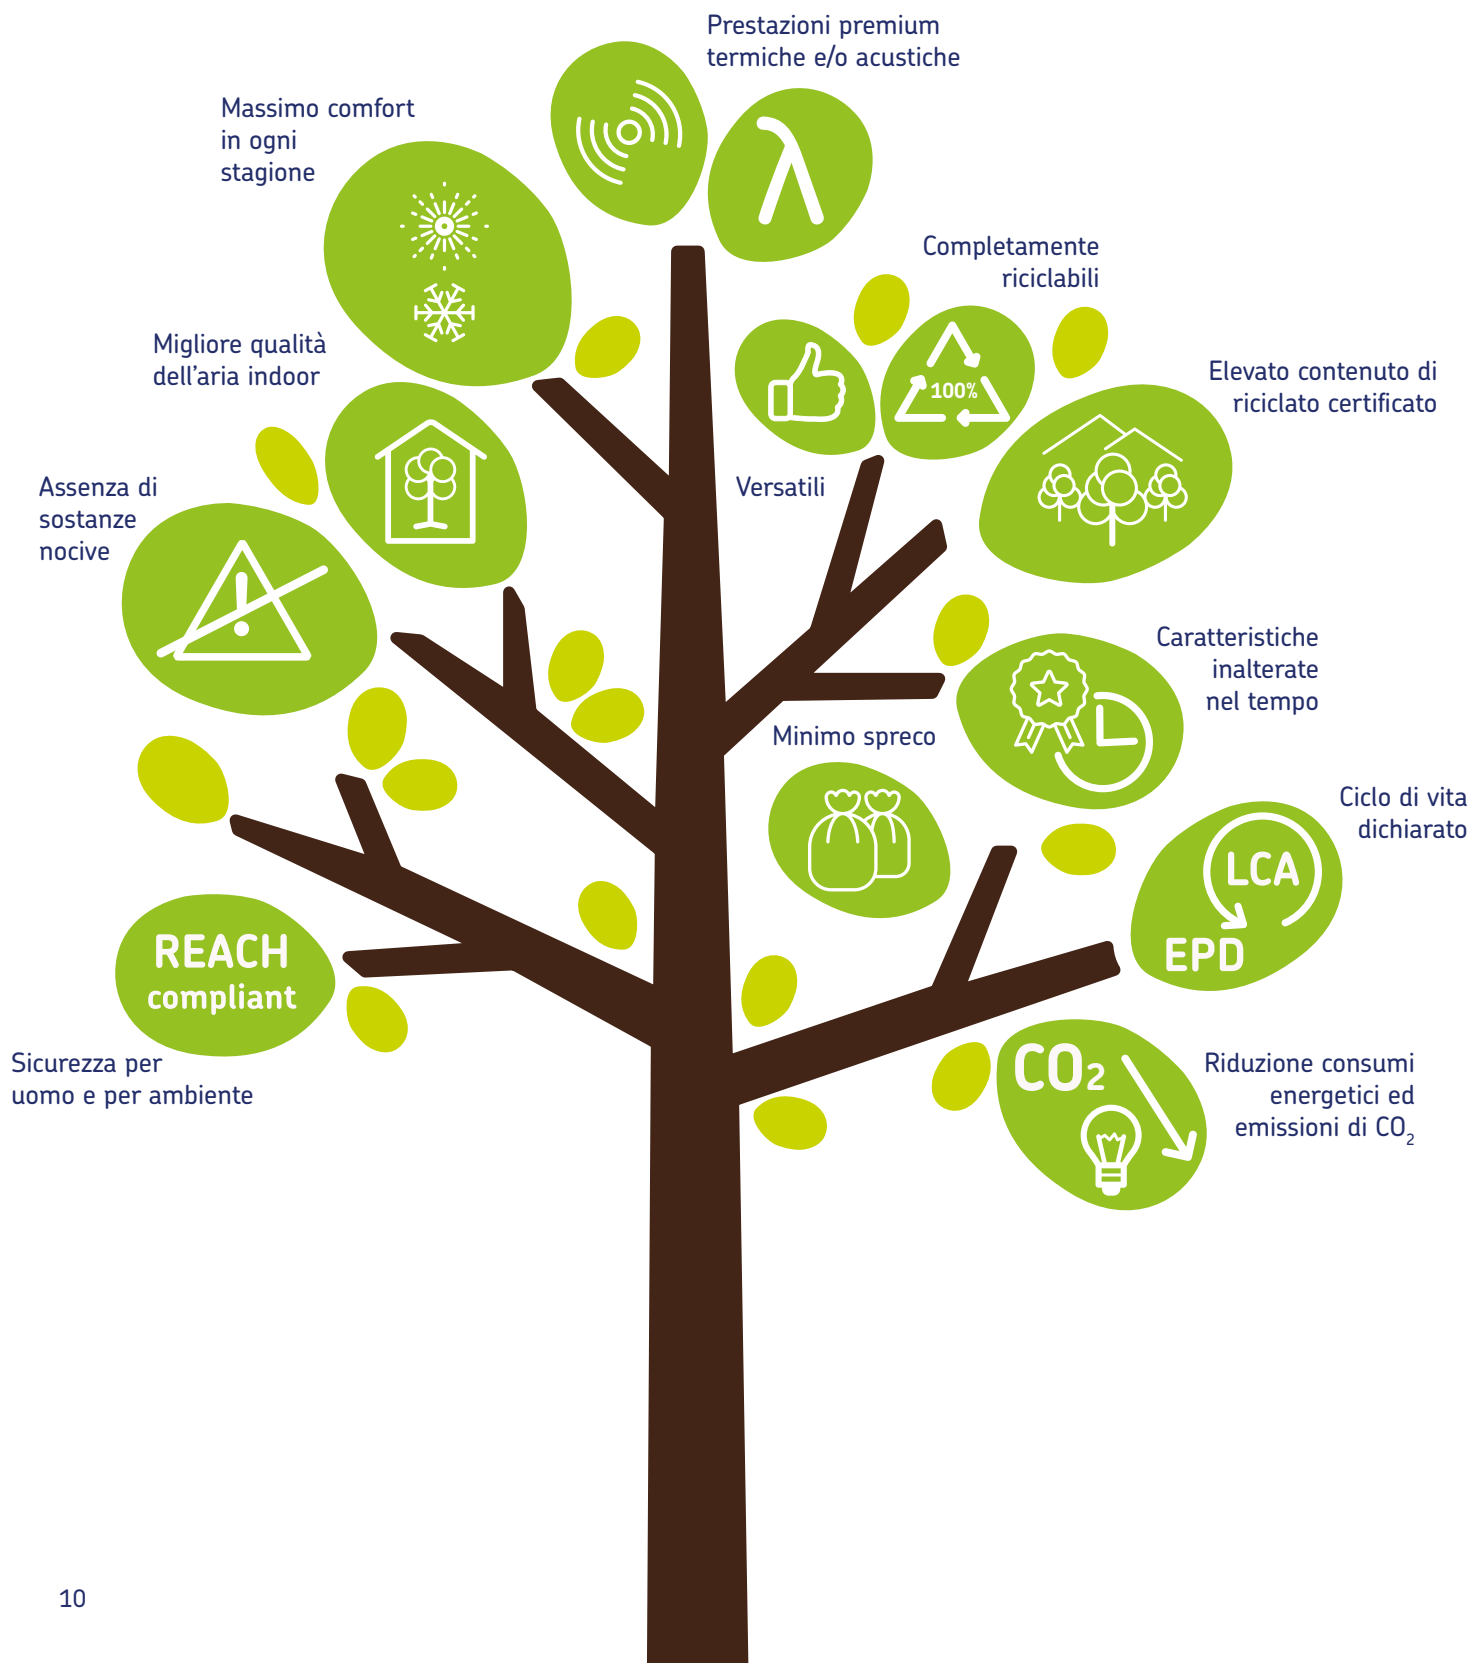 Prestazioni premium
termiche e/o acustiche
Massimo comfort
in ogni
stagione
Completamente
riciclabili
100%
Migliore qualità
dell'aria indoor
Elevato contenuto di
riciclato certificato
Versatili
Assenza di
sostanze
nocive
!
Caratteristiche
inalterate
nel tempo
Minimo spreco
Ciclo di vita
dichiarato
LCA
EPD
REACH
compliant
Sicurezza per
uomo e per ambiente
CO₂
Riduzione consumi
energetici ed
emissioni di CO₂
10